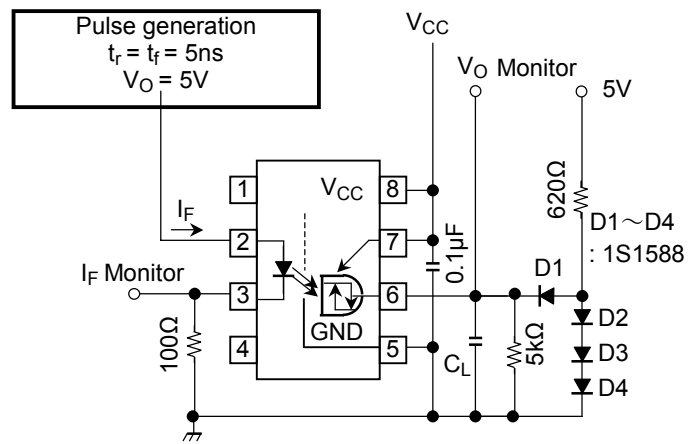 Pulse generation
tr = tf = 5ns
VO = 5V
VCC
VO Monitor
5V
1
VCC
8
620Ω
IF
2
7
0.1μF
D1～D4
: 1S1588
IF Monitor
3
6
D1
100Ω
GND
D2
4
5
CL
5kΩ
D3
D4